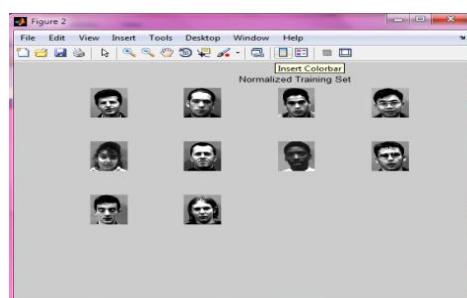 Figure 2
File Edit View Insert Tools Desktop Window Help
Insert Colorbar
Normalized Training Set